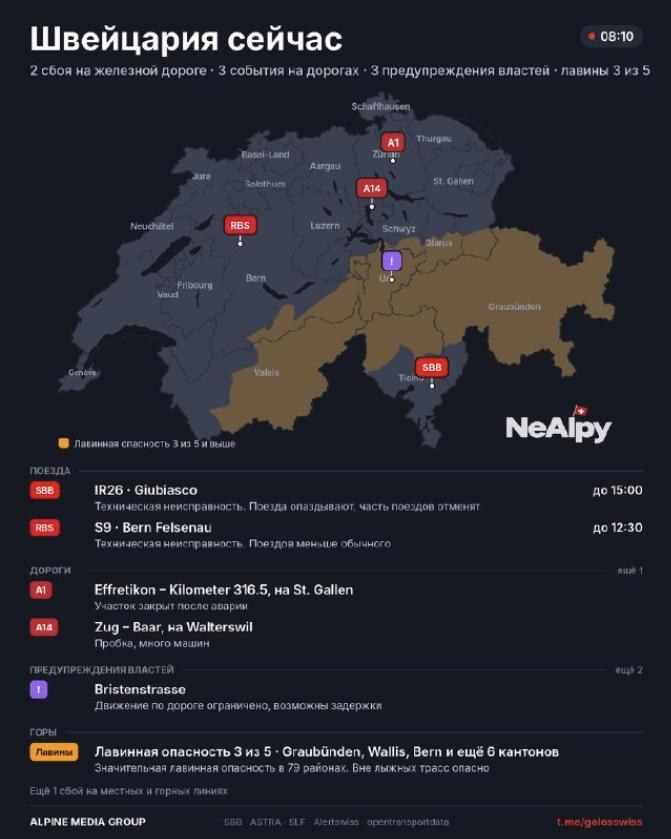 Швейцария сейчас
08:10
2 сбоя на железной дороге · 3 события на дорогах · 3 предупреждения властей · лавины 3 из 5
Schaffhausen
A1
Thurgau
Zürich
Basel-Land
Aargau
Jura
Solothurn
St. Gallen
A14
RBS
Neuchâtel
Luzern
Schwyz
Glarus
!
Uri
Bern
Fribourg
Vaud
Graubünden
Genève
Valais
SBB
Ticino
NeAlpy
Лавинная опасность 3 из 5 и выше
ПОЕЗДА
SBB IR26 · Giubiasco до 15:00
Техническая неисправность. Поезда опаздывают, часть поездов отменят
RBS S9 · Bern Felsenau до 12:30
Техническая неисправность. Поездов меньше обычного
ДОРОГИ ещё 1
A1 Effretikon – Kilometer 316.5, на St. Gallen
Участок закрыт после аварии
A14 Zug – Baar, на Walterswil
Пробка, много машин
ПРЕДУПРЕЖДЕНИЯ ВЛАСТЕЙ ещё 2
! Bristenstrasse
Движение по дороге ограничено, возможны задержки
ГОРЫ
Лавины Лавинная опасность 3 из 5 · Graubünden, Wallis, Bern и ещё 6 кантонов
Значительная лавинная опасность в 79 районах. Вне лыжных трасс опасно
Ещё 1 сбой на местных и горных линиях
ALPINE MEDIA GROUP SBB · ASTRA · SLF · Alertswiss · opentransportdata t.me/golosswiss